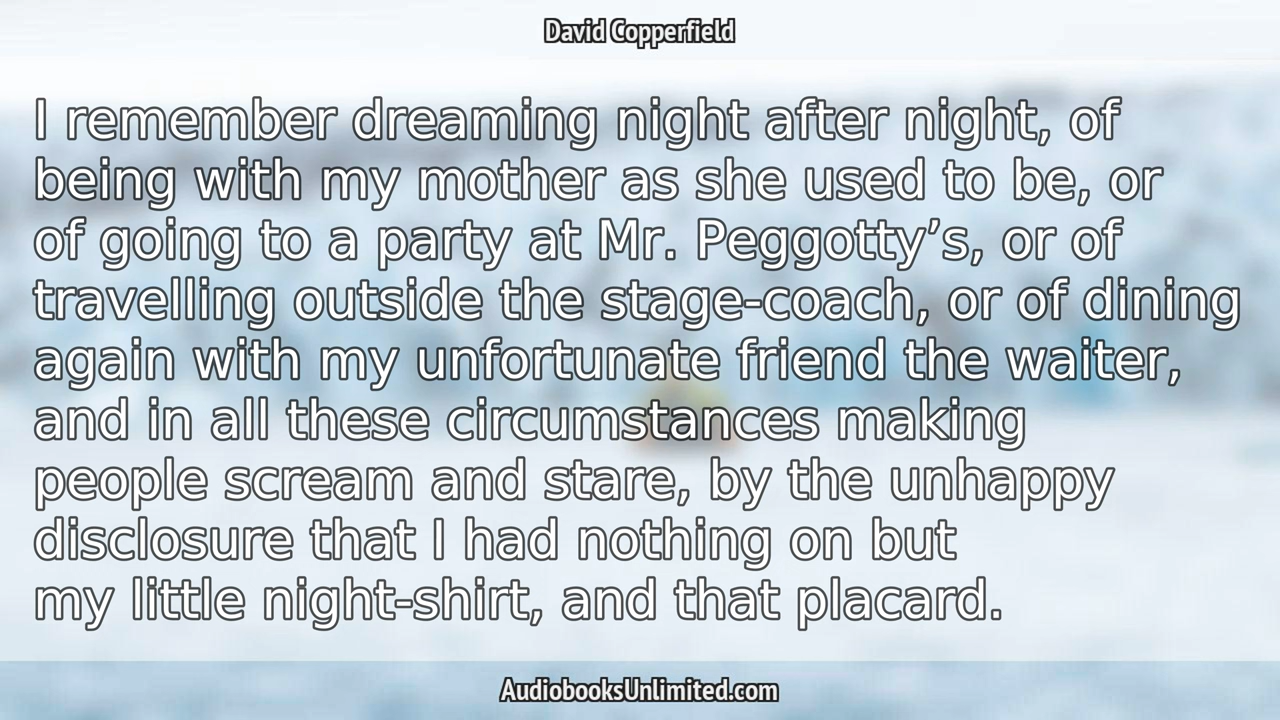 David Copperfield
I remember dreaming night after night, of
being with my mother as she used to be, or
of going to a party at Mr. Peggotty’s, or of
travelling outside the stage-coach, or of dining
again with my unfortunate friend the waiter,
and in all these circumstances making
people scream and stare, by the unhappy
disclosure that I had nothing on but
my little night-shirt, and that placard.
AudiobooksUnlimited.com